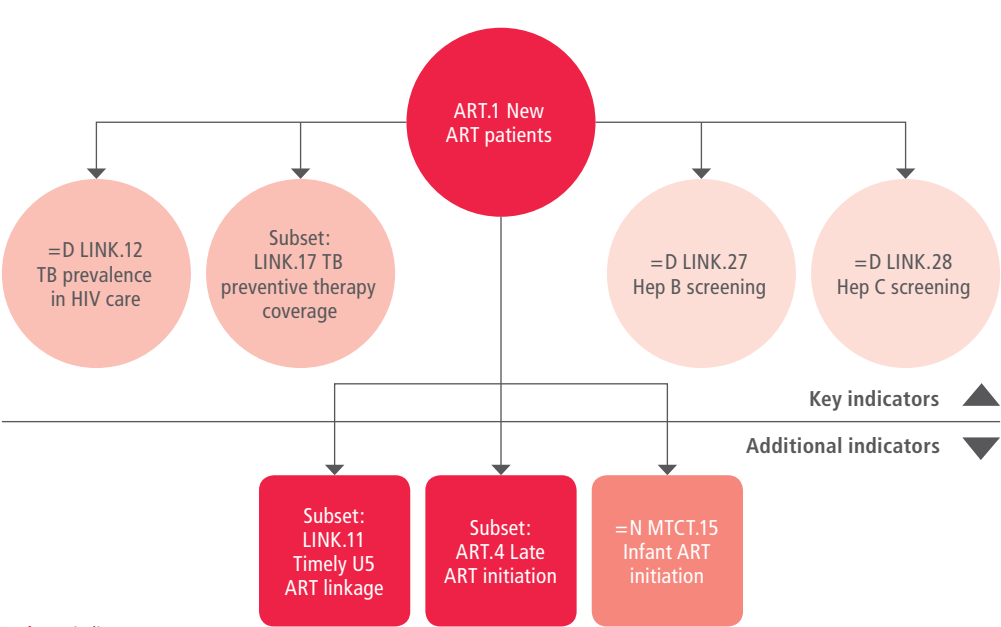 ART.1 New
ART patients
=D LINK.12
TB prevalence
in HIV care
Subset:
LINK.17 TB
preventive therapy
coverage
=D LINK.27
Hep B screening
=D LINK.28
Hep C screening
Key indicators
Additional indicators
Subset:
LINK.11
Timely U5
ART linkage
Subset:
ART.4 Late
ART initiation
=N MTCT.15
Infant ART
initiation